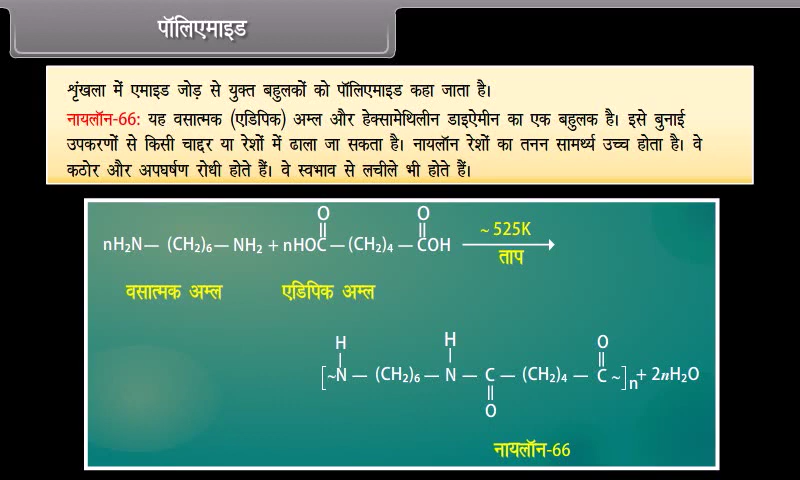 पॉलिएमाइड
शृंखला में एमाइड जोड़ से युक्त बहुलकों को पॉलिएमाइड कहा जाता है।
नायलॉन-66: यह वसात्मक (एडिपिक) अम्ल और हेक्सामेथिलीन डाइऐमीन का एक बहुलक है। इसे बुनाई
उपकरणों से किसी चाद्दर या रेशों में ढाला जा सकता है। नायलॉन रेशों का तनन सामर्थ्य उच्च होता है। वे
कठोर और अपघर्षण रोधी होते हैं। वे स्वभाव से लचीले भी होते हैं।
O O
|| ||
nH₂N— (CH₂)₆— NH₂ + nHOC —(CH₂)₄ — COH ~ 525K
ताप
वसात्मक अम्ल एडिपिक अम्ल
H H O
| | ||
[~N — (CH₂)₆ — N — C — (CH₂)₄ — C ~]n + 2nH₂O
||
O
नायलॉन-66